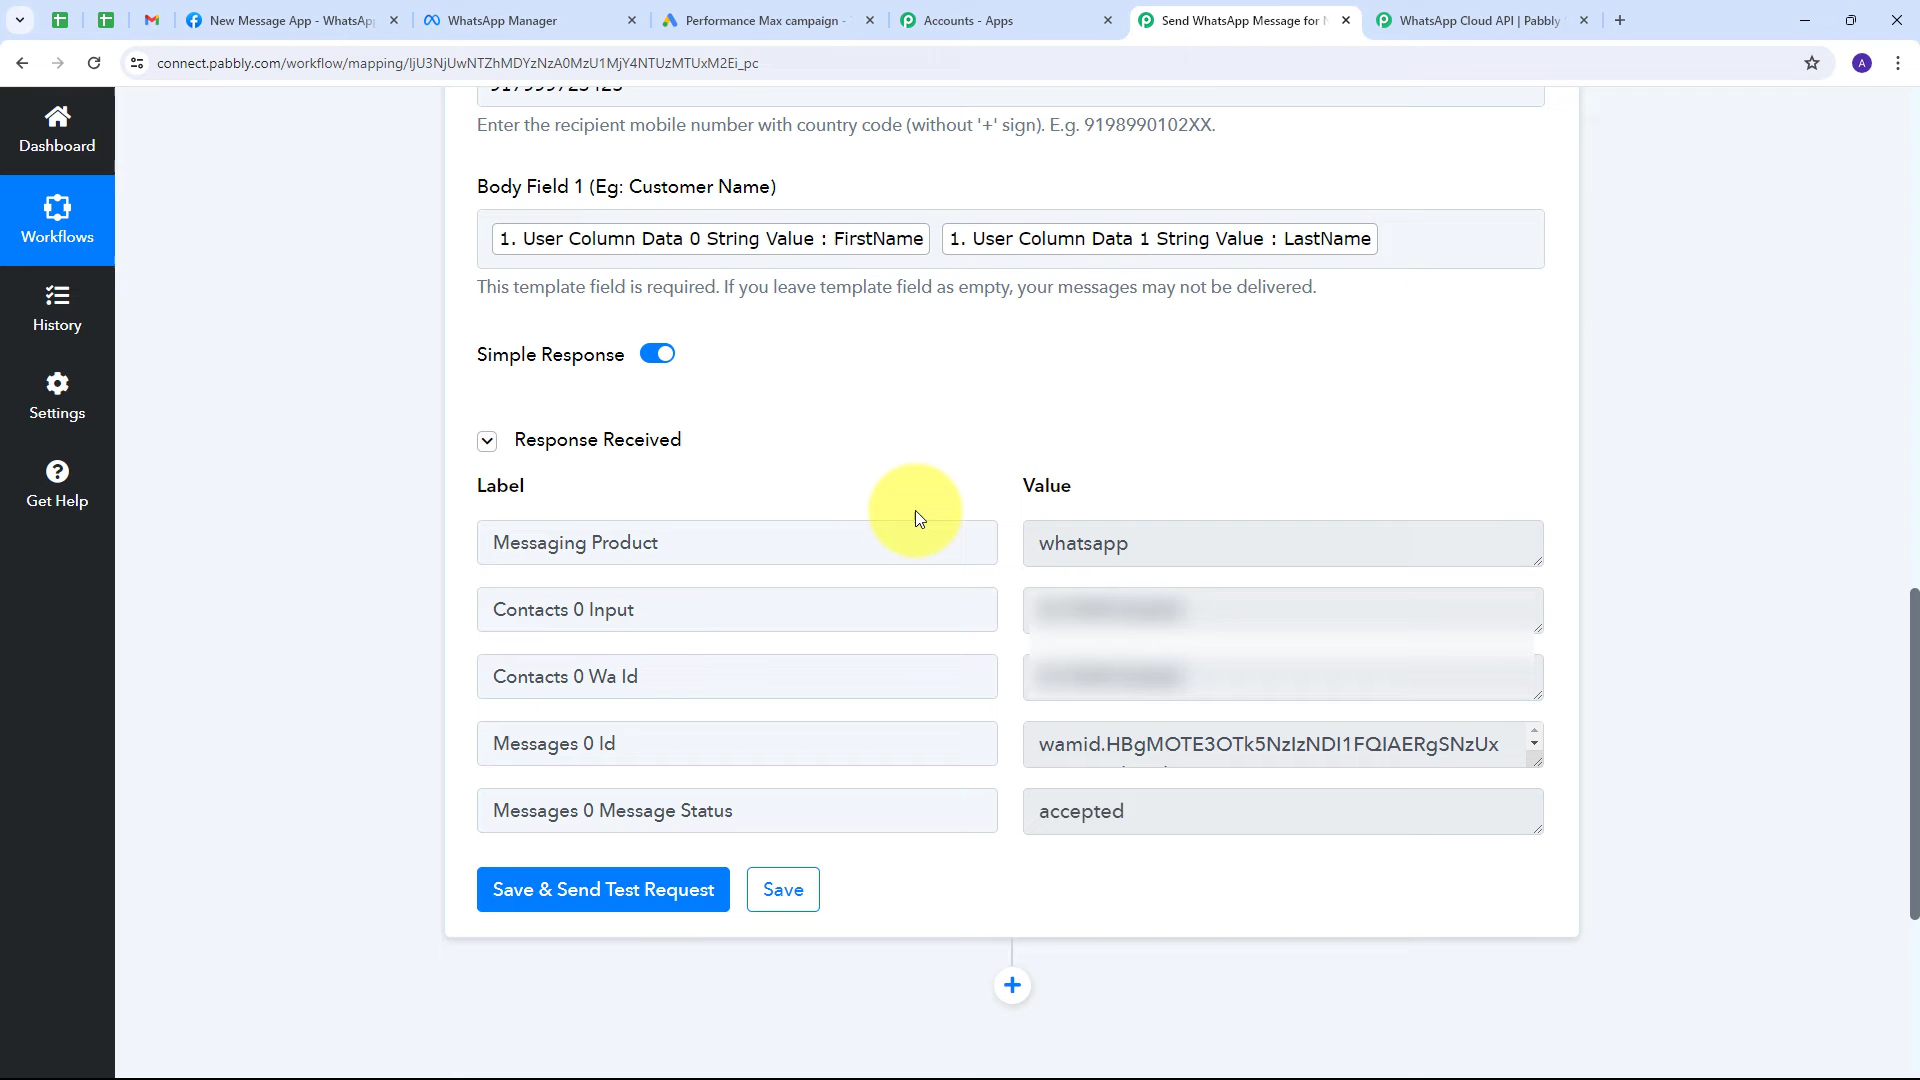 New Message App - WhatsAp
WhatsApp Manager
Performance Max campaign -
Accounts - Apps
Send WhatsApp Message for N
WhatsApp Cloud API | Pabbly
connect.pabbly.com/workflow/mapping/IjU3NjUwNTZhMDYzNzA0MzU1MjY4NTUzMTUxM2Ei_pc
A
Dashboard
Workflows
History
Settings
Get Help
Enter the recipient mobile number with country code (without '+' sign). E.g. 9198990102XX.
Body Field 1 (Eg: Customer Name)
1. User Column Data 0 String Value : FirstName 1. User Column Data 1 String Value : LastName
This template field is required. If you leave template field as empty, your messages may not be delivered.
Simple Response
Response Received
Label Value
Messaging Product whatsapp
Contacts 0 Input
Contacts 0 Wa Id
Messages 0 Id wamid.HBgMOTE3OTk5NzIzNDI1FQIAERgSNzUx
Messages 0 Message Status accepted
Save & Send Test Request Save